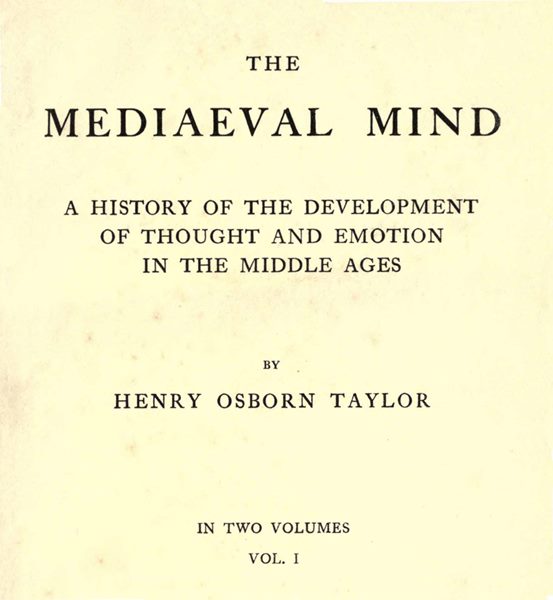 THE
MEDIAEVAL MIND
A HISTORY OF THE DEVELOPMENT
OF THOUGHT AND EMOTION
IN THE MIDDLE AGES
BY
HENRY OSBORN TAYLOR
IN TWO VOLUMES
VOL. I